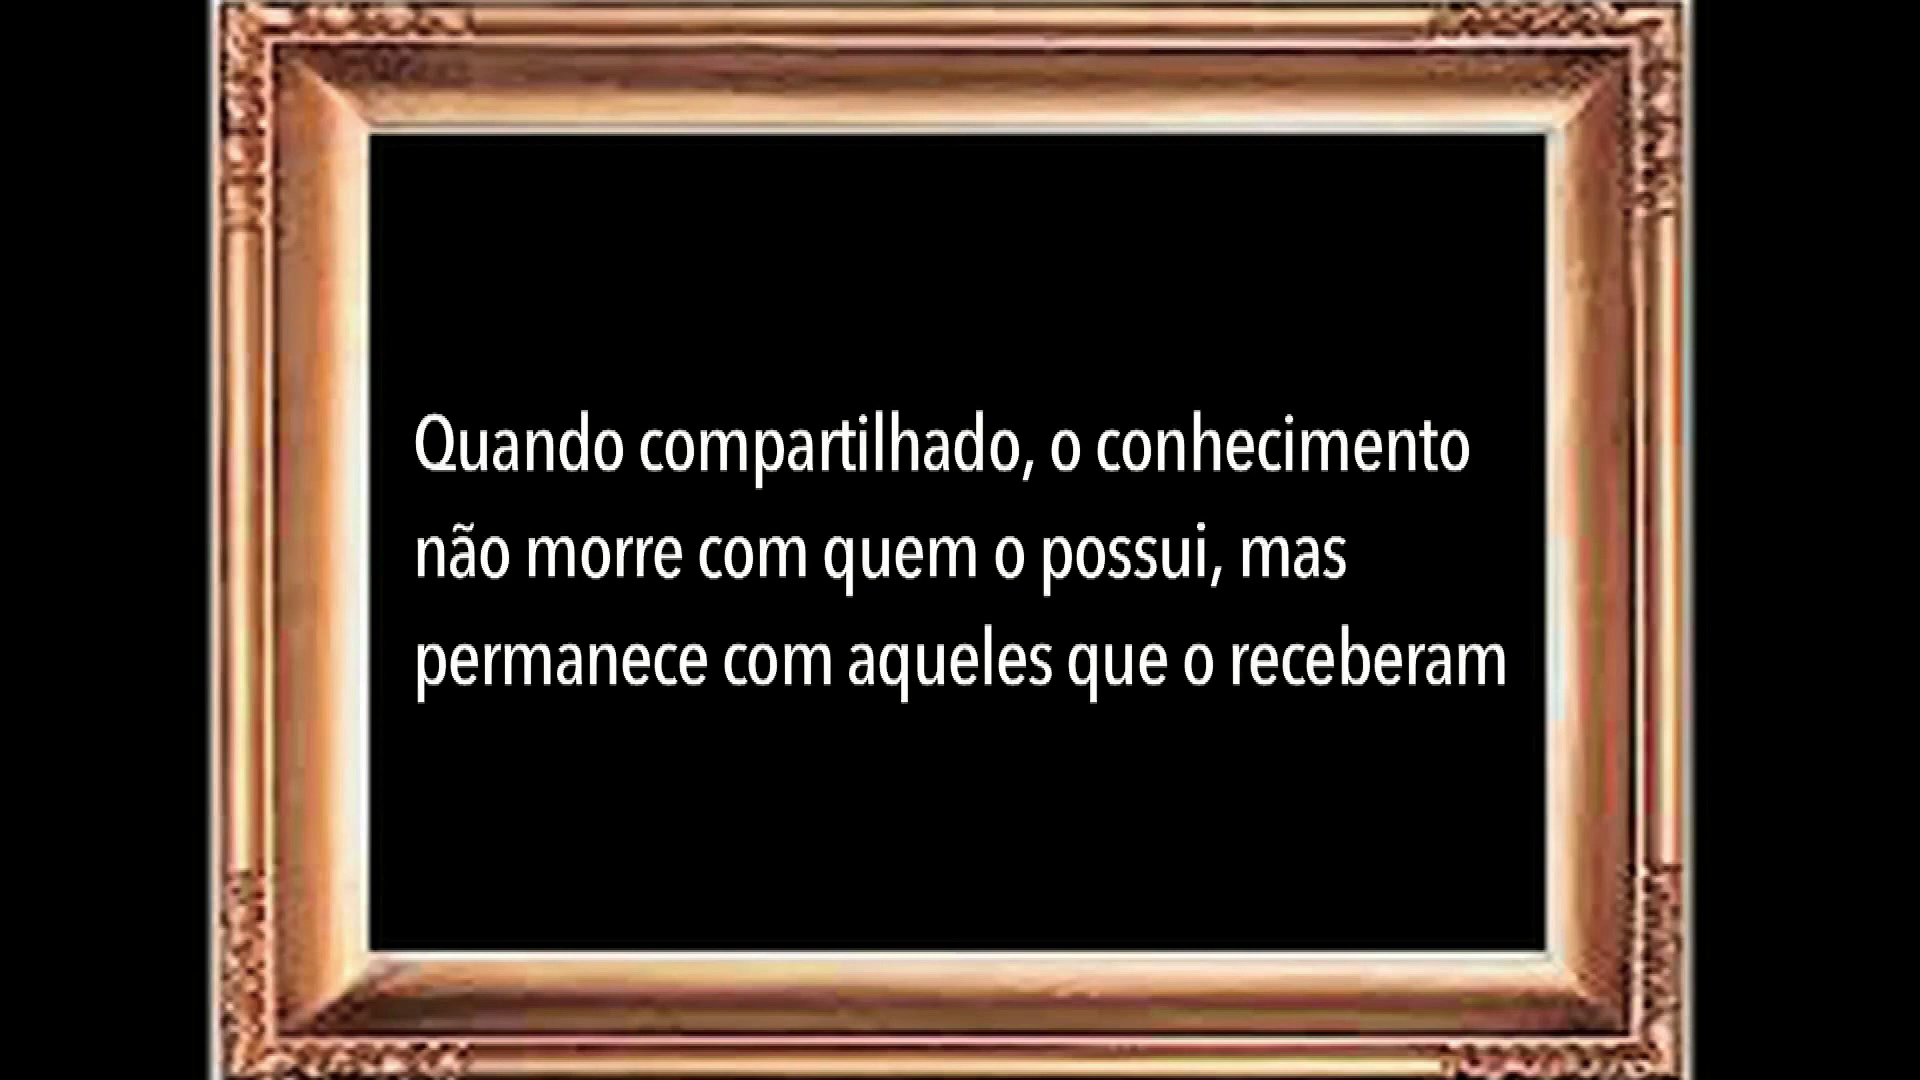 Quando compartilhado, o conhecimento
não morre com quem o possui, mas
permanece com aqueles que o receberam